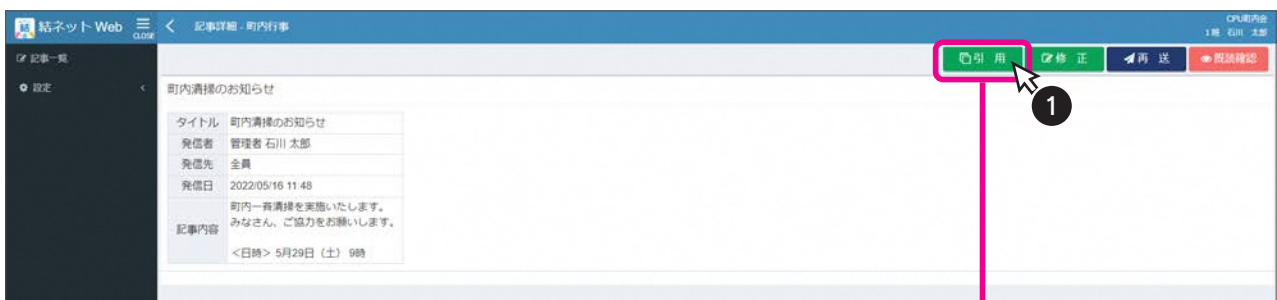 結ネット Web
CLOSE
記事詳細 - 町内行事
CPU町内会
1班 石川 太郎
記事一覧
引 用
修 正
再 送
既読確認
設定
町内清掃のお知らせ
タイトル 町内清掃のお知らせ
発信者 管理者 石川 太郎
発信先 全員
発信日 2022/05/16 11:48
記事内容
町内一斉清掃を実施いたします。
みなさん、ご協力をお願いします。
<日時> 5月29日（土） 9時
1